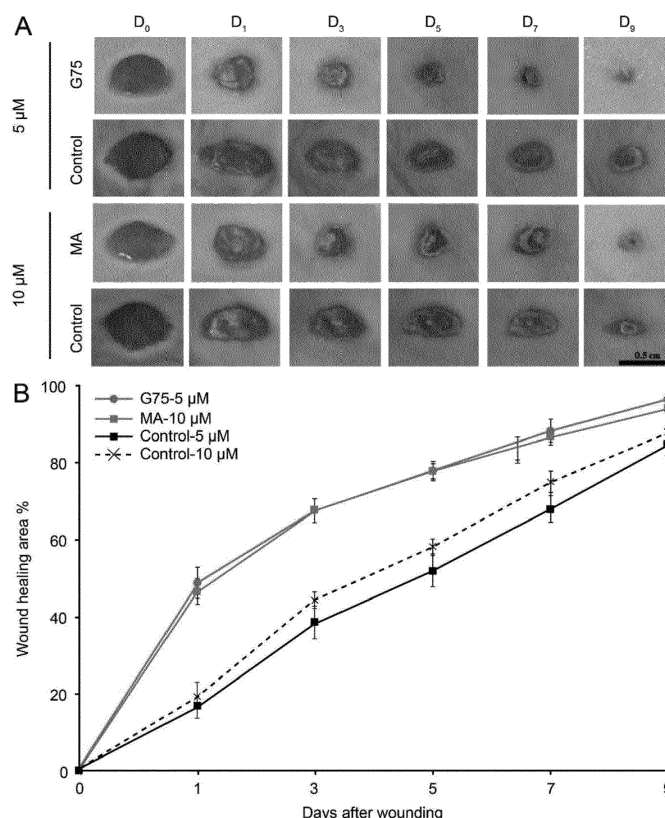 A
D₀ D₁ D₃ D₅ D₇ D₉
5 µM
G75
Control
10 µM
MA
Control
0.5 cm
B
G75-5 µM
MA-10 µM
Control-5 µM
Control-10 µM
Wound healing area %
100
80
60
40
20
0
0 1 3 5 7 9
Days after wounding